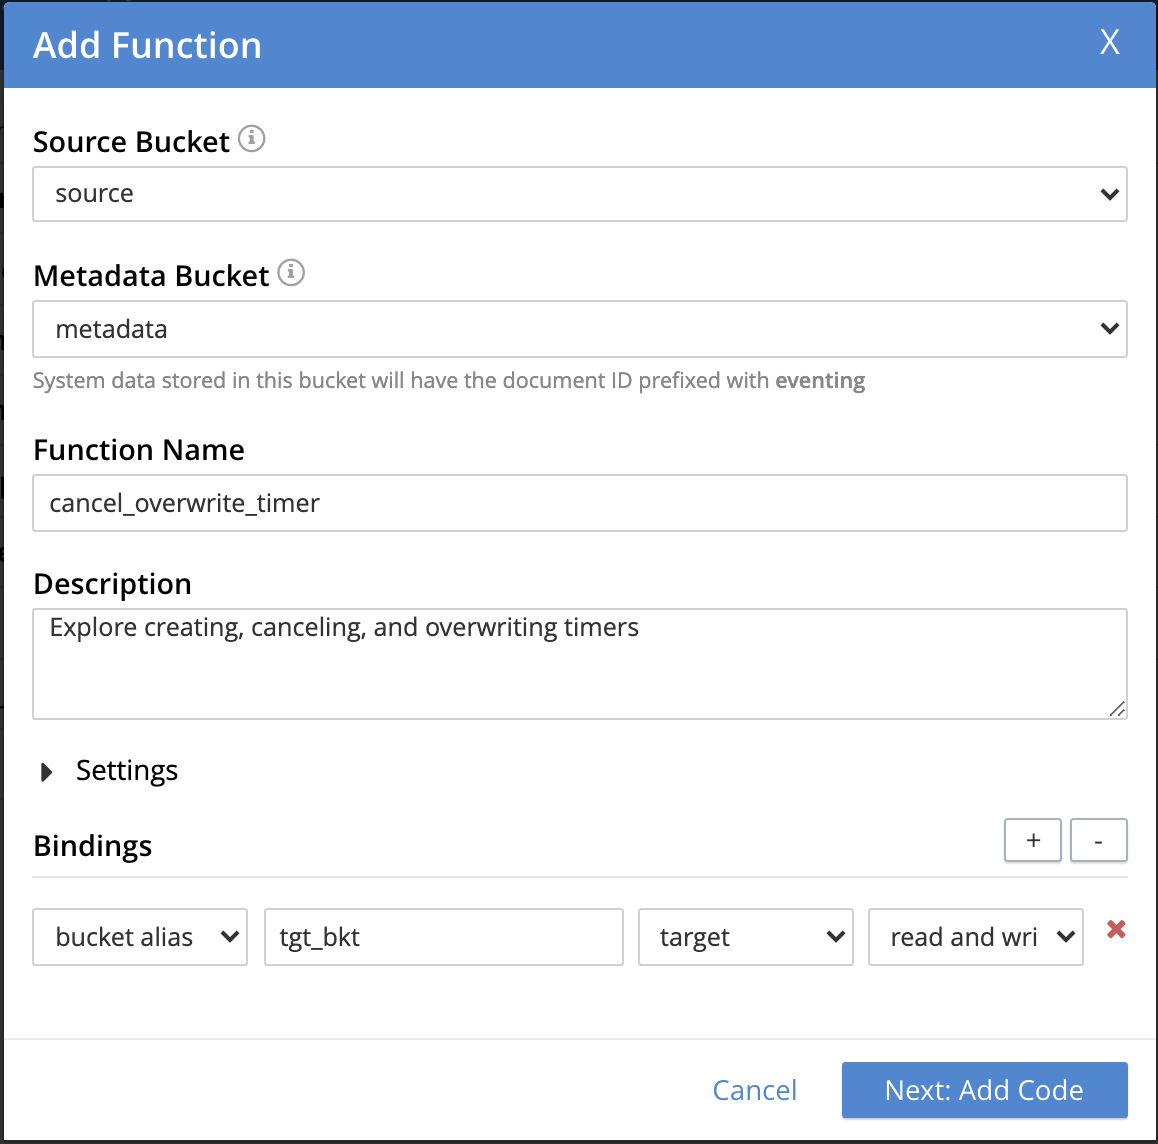 Add Function X
Source Bucket
source
Metadata Bucket
metadata
System data stored in this bucket will have the document ID prefixed with eventing
Function Name
cancel_overwrite_timer
Description
Explore creating, canceling, and overwriting timers
Settings
Bindings + -
bucket alias tgt_bkt target read and wri
Cancel Next: Add Code